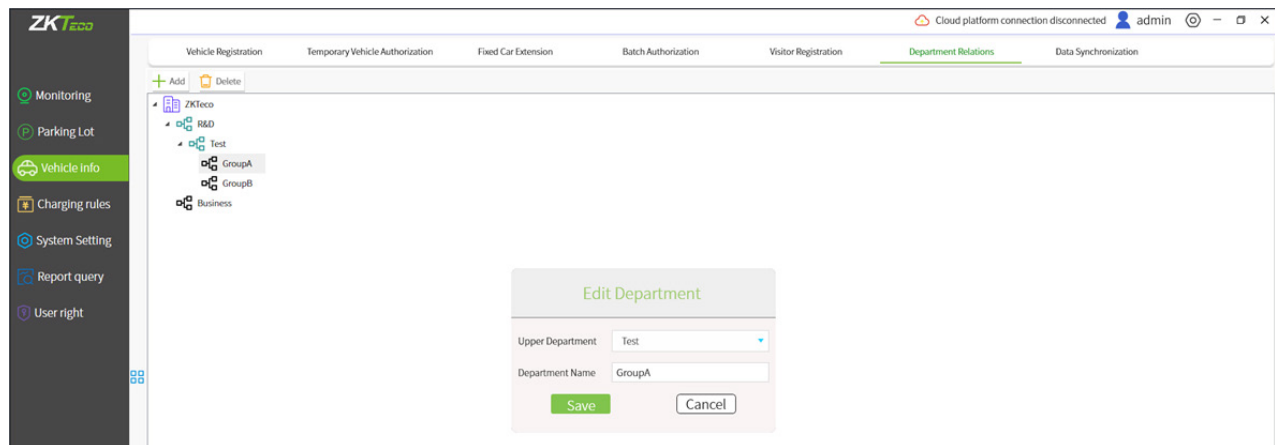 ZKTeco
Cloud platform connection disconnected admin
Vehicle Registration Temporary Vehicle Authorization Fixed Car Extension Batch Authorization Visitor Registration Department Relations Data Synchronization
Add Delete
Monitoring
Parking Lot
Vehicle info
Charging rules
System Setting
Report query
User right
ZKTeco
R&D
Test
GroupA
GroupB
Business
Edit Department
Upper Department Test
Department Name GroupA
Save Cancel